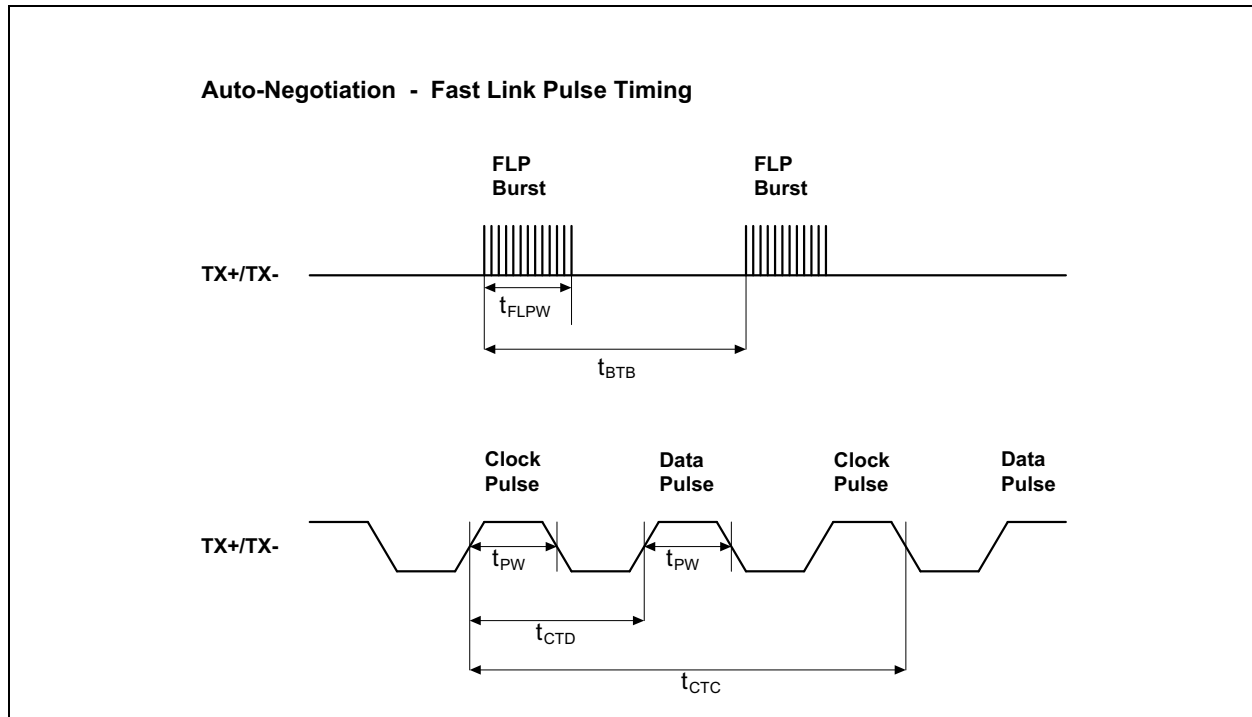 Auto-Negotiation - Fast Link Pulse Timing
FLP
Burst
FLP
Burst
TX+/TX-
tFLPW
tBTB
Clock
Pulse
Data
Pulse
Clock
Pulse
Data
Pulse
TX+/TX-
tPW
tPW
tCTD
tCTC